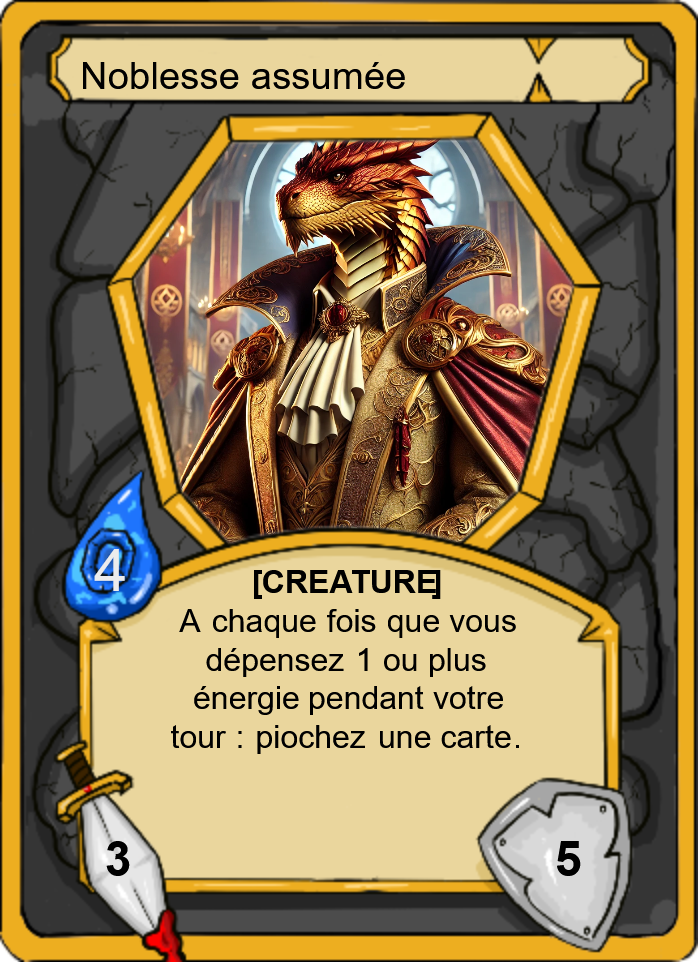 Noblesse assumée
4
[CREATURE]
A chaque fois que vous
dépensez 1 ou plus
énergie pendant votre
tour : piochez une carte.
3
5